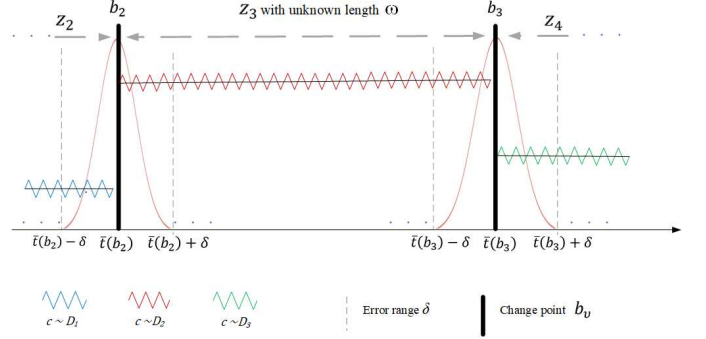 b₂
z₃ with unknown length ω
b₃
z₂
z₄
t̄(b₂) − δ t̄(b₂) t̄(b₂) + δ
t̄(b₃) − δ t̄(b₃) t̄(b₃) + δ
c ~ D₁
c ~ D₂
c ~ D₃
Error range δ
Change point bᵥ